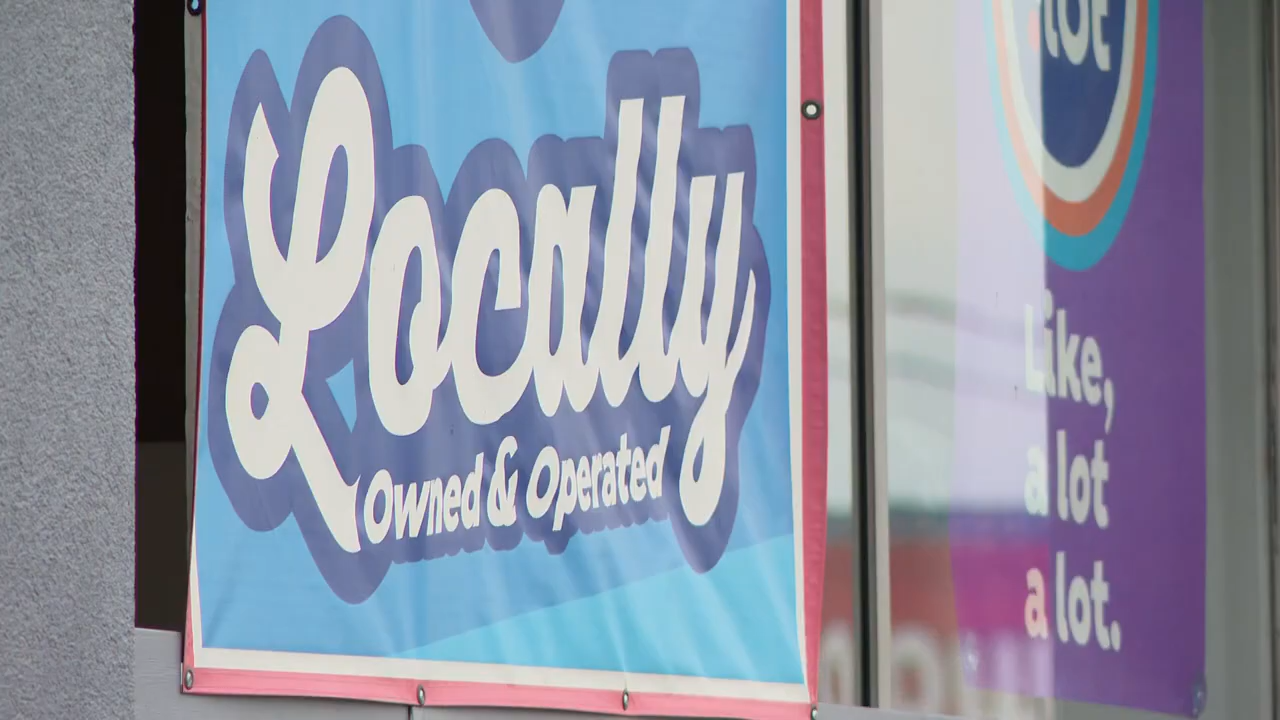 Locally
Owned & Operated
lot
Like,
a lot
a lot.